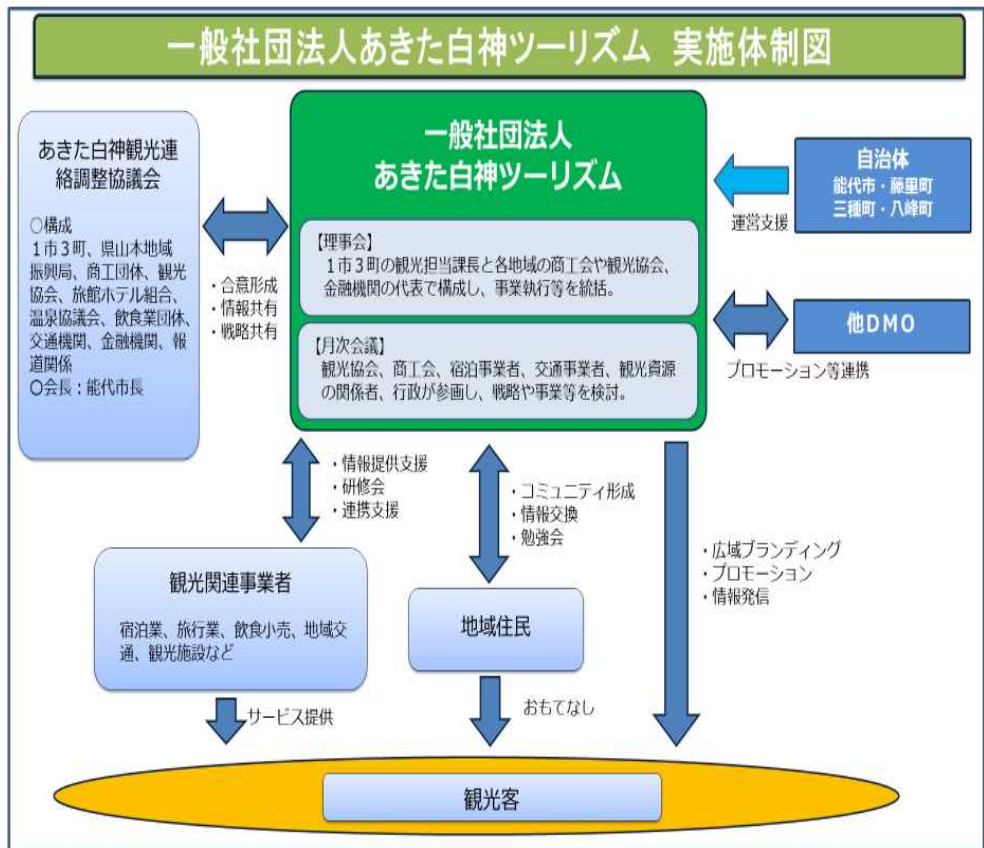 一般社団法人あきた白神ツーリズム 実施体制図
あきた白神観光連
絡調整協議会
○構成
1市3町、県山本地域
振興局、商工団体、観光
協会、旅館ホテル組合、
温泉協議会、飲食業団体、
交通機関、金融機関、報
道関係
〇会長：能代市長
・合意形成
・情報共有
・戦略共有
一般社団法人
あきた白神ツーリズム
【理事会】
1市3町の観光担当課長と各地域の商工会や観光協会、
金融機関の代表で構成し、事業執行等を統括。
【月次会議】
観光協会、商工会、宿泊事業者、交通事業者、観光資源
の関係者、行政が参画し、戦略や事業等を検討。
自治体
能代市・藤里町
三種町・八峰町
運営支援
他DMO
プロモーション等連携
・情報提供支援
・研修会
・連携支援
・コミュニティ形成
・情報交換
・勉強会
・広域ブランディング
・プロモーション
・情報発信
観光関連事業者
宿泊業、旅行業、飲食小売、地域交
通、観光施設など
地域住民
サービス提供
おもてなし
観光客